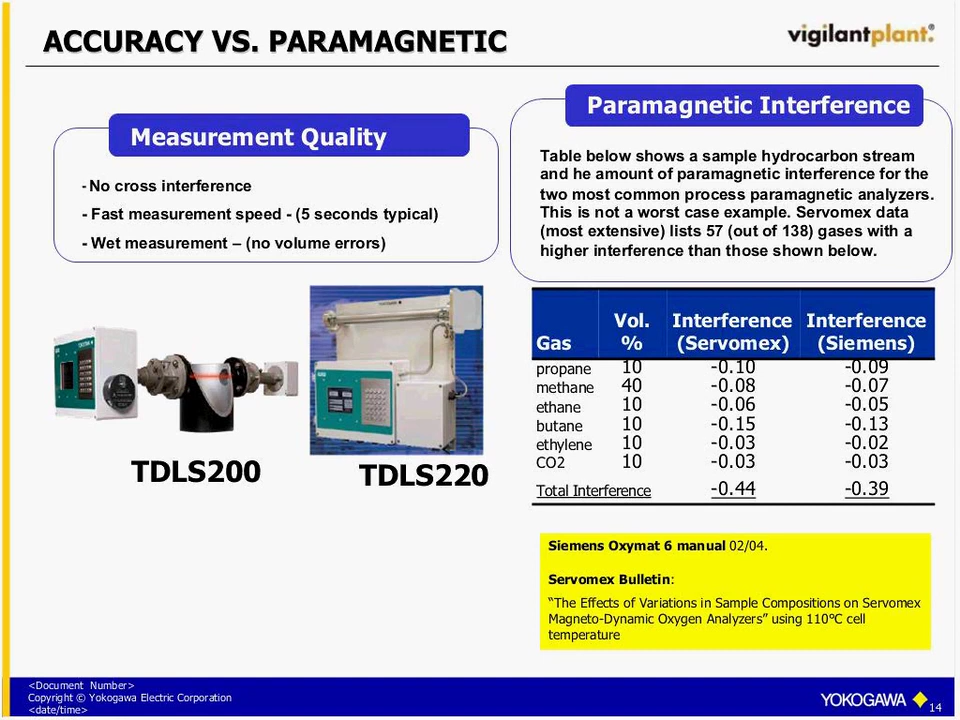 ACCURACY VS. PARAMAGNETIC
vigilantplant.®
Measurement Quality
- No cross interference
- Fast measurement speed - (5 seconds typical)
- Wet measurement – (no volume errors)
Paramagnetic Interference
Table below shows a sample hydrocarbon stream
and he amount of paramagnetic interference for the
two most common process paramagnetic analyzers.
This is not a worst case example. Servomex data
(most extensive) lists 57 (out of 138) gases with a
higher interference than those shown below.
TDLS200
TDLS220
Gas Vol. % Interference (Servomex) Interference (Siemens)
propane 10 -0.10 -0.09
methane 40 -0.08 -0.07
ethane 10 -0.06 -0.05
butane 10 -0.15 -0.13
ethylene 10 -0.03 -0.02
CO2 10 -0.03 -0.03
Total Interference -0.44 -0.39
Siemens Oxymat 6 manual 02/04.
Servomex Bulletin:
“The Effects of Variations in Sample Compositions on Servomex
Magneto-Dynamic Oxygen Analyzers” using 110°C cell
temperature
<Document Number>
Copyright © Yokogawa Electric Corporation
<date/time>
YOKOGAWA
14